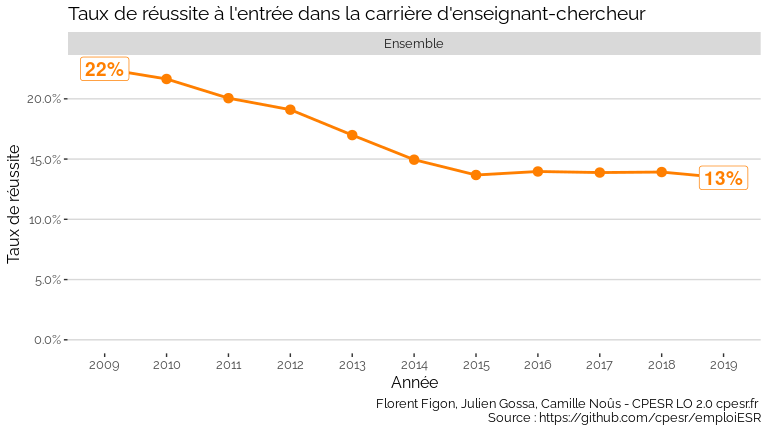 Taux de réussite à l'entrée dans la carrière d'enseignant-chercheur
Ensemble
22%
13%
20.0%
15.0%
10.0%
5.0%
0.0%
Taux de réussite
2009 2010 2011 2012 2013 2014 2015 2016 2017 2018 2019
Année
Florent Figon, Julien Gossa, Camille Noûs - CPESR LO 2.0 cpesr.fr
Source : https://github.com/cpesr/emploiESR